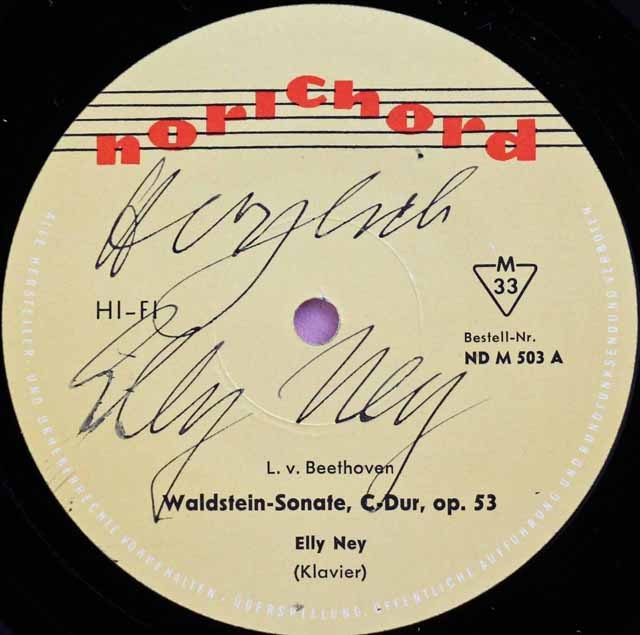 norichord
Herzlich
M
33
HI-FI
Bestell-Nr.
ND M 503 A
Elly Ney
L. v. Beethoven
Waldstein-Sonate, C-Dur, op. 53
Elly Ney
(Klavier)
ALLE HERSTELLER- UND URHEBERRECHTE VORBEHALTEN · ÜBERSPIELUNG, ÖFFENTLICHE AUFFÜHRUNG UND RUNDFUNKSENDUNG VERBOTEN